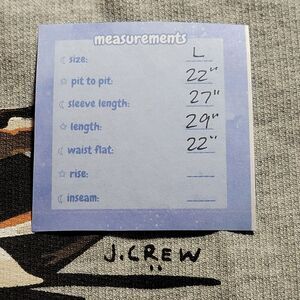 measurements
size: L
pit to pit: 22"
sleeve length: 27"
length: 29"
waist flat: 22"
rise:
inseam:
J.CREW